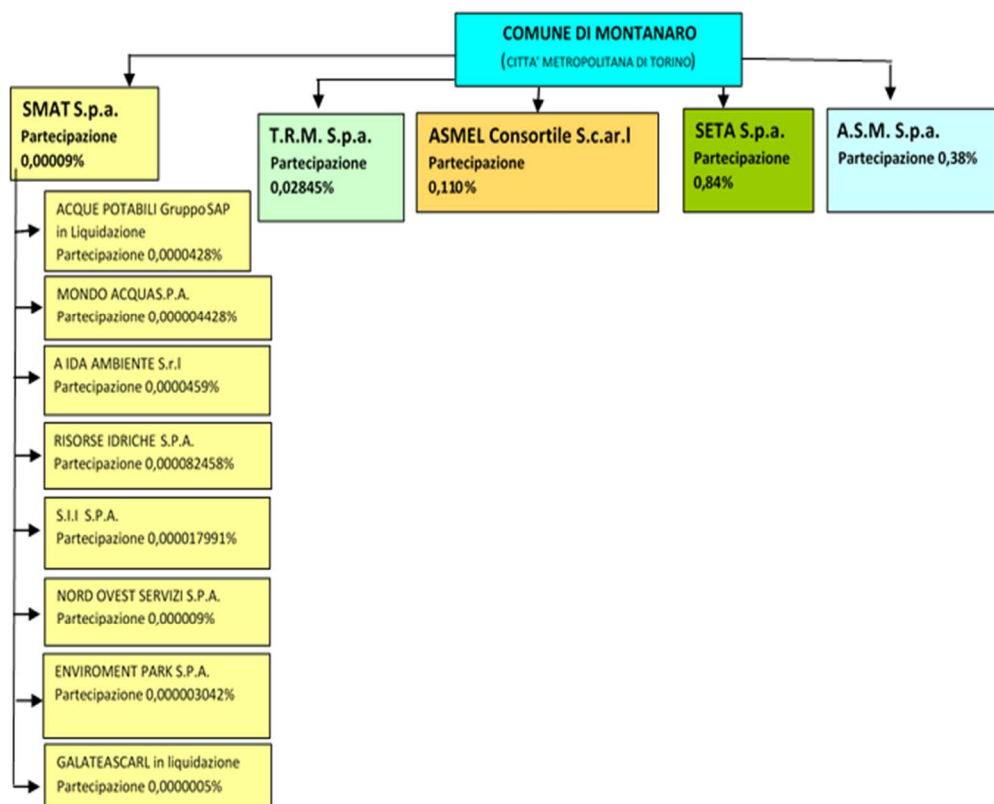 COMUNE DI MONTANARO
(CITTA' METROPOLITANA DI TORINO)
SMAT S.p.a.
Partecipazione
0,00009%
T.R.M. S.p.a.
Partecipazione
0,02845%
ASMEL Consortile S.c.ar.l
Partecipazione
0,110%
SETA S.p.a.
Partecipazione
0,84%
A.S.M. S.p.a.
Partecipazione 0,38%
ACQUE POTABILI Gruppo SAP
in Liquidazione
Partecipazione 0,0000428%
MONDO ACQUAS.P.A.
Partecipazione 0,000004428%
A IDA AMBIENTE S.r.l
Partecipazione 0,0000459%
RISORSE IDRICHE S.P.A.
Partecipazione 0,000082458%
S.I.I S.P.A.
Partecipazione 0,000017991%
NORD OVEST SERVIZI S.P.A.
Partecipazione 0,000009%
ENVIROMENT PARK S.P.A.
Partecipazione 0,000003042%
GALATEASCARL in liquidazione
Partecipazione 0,0000005%